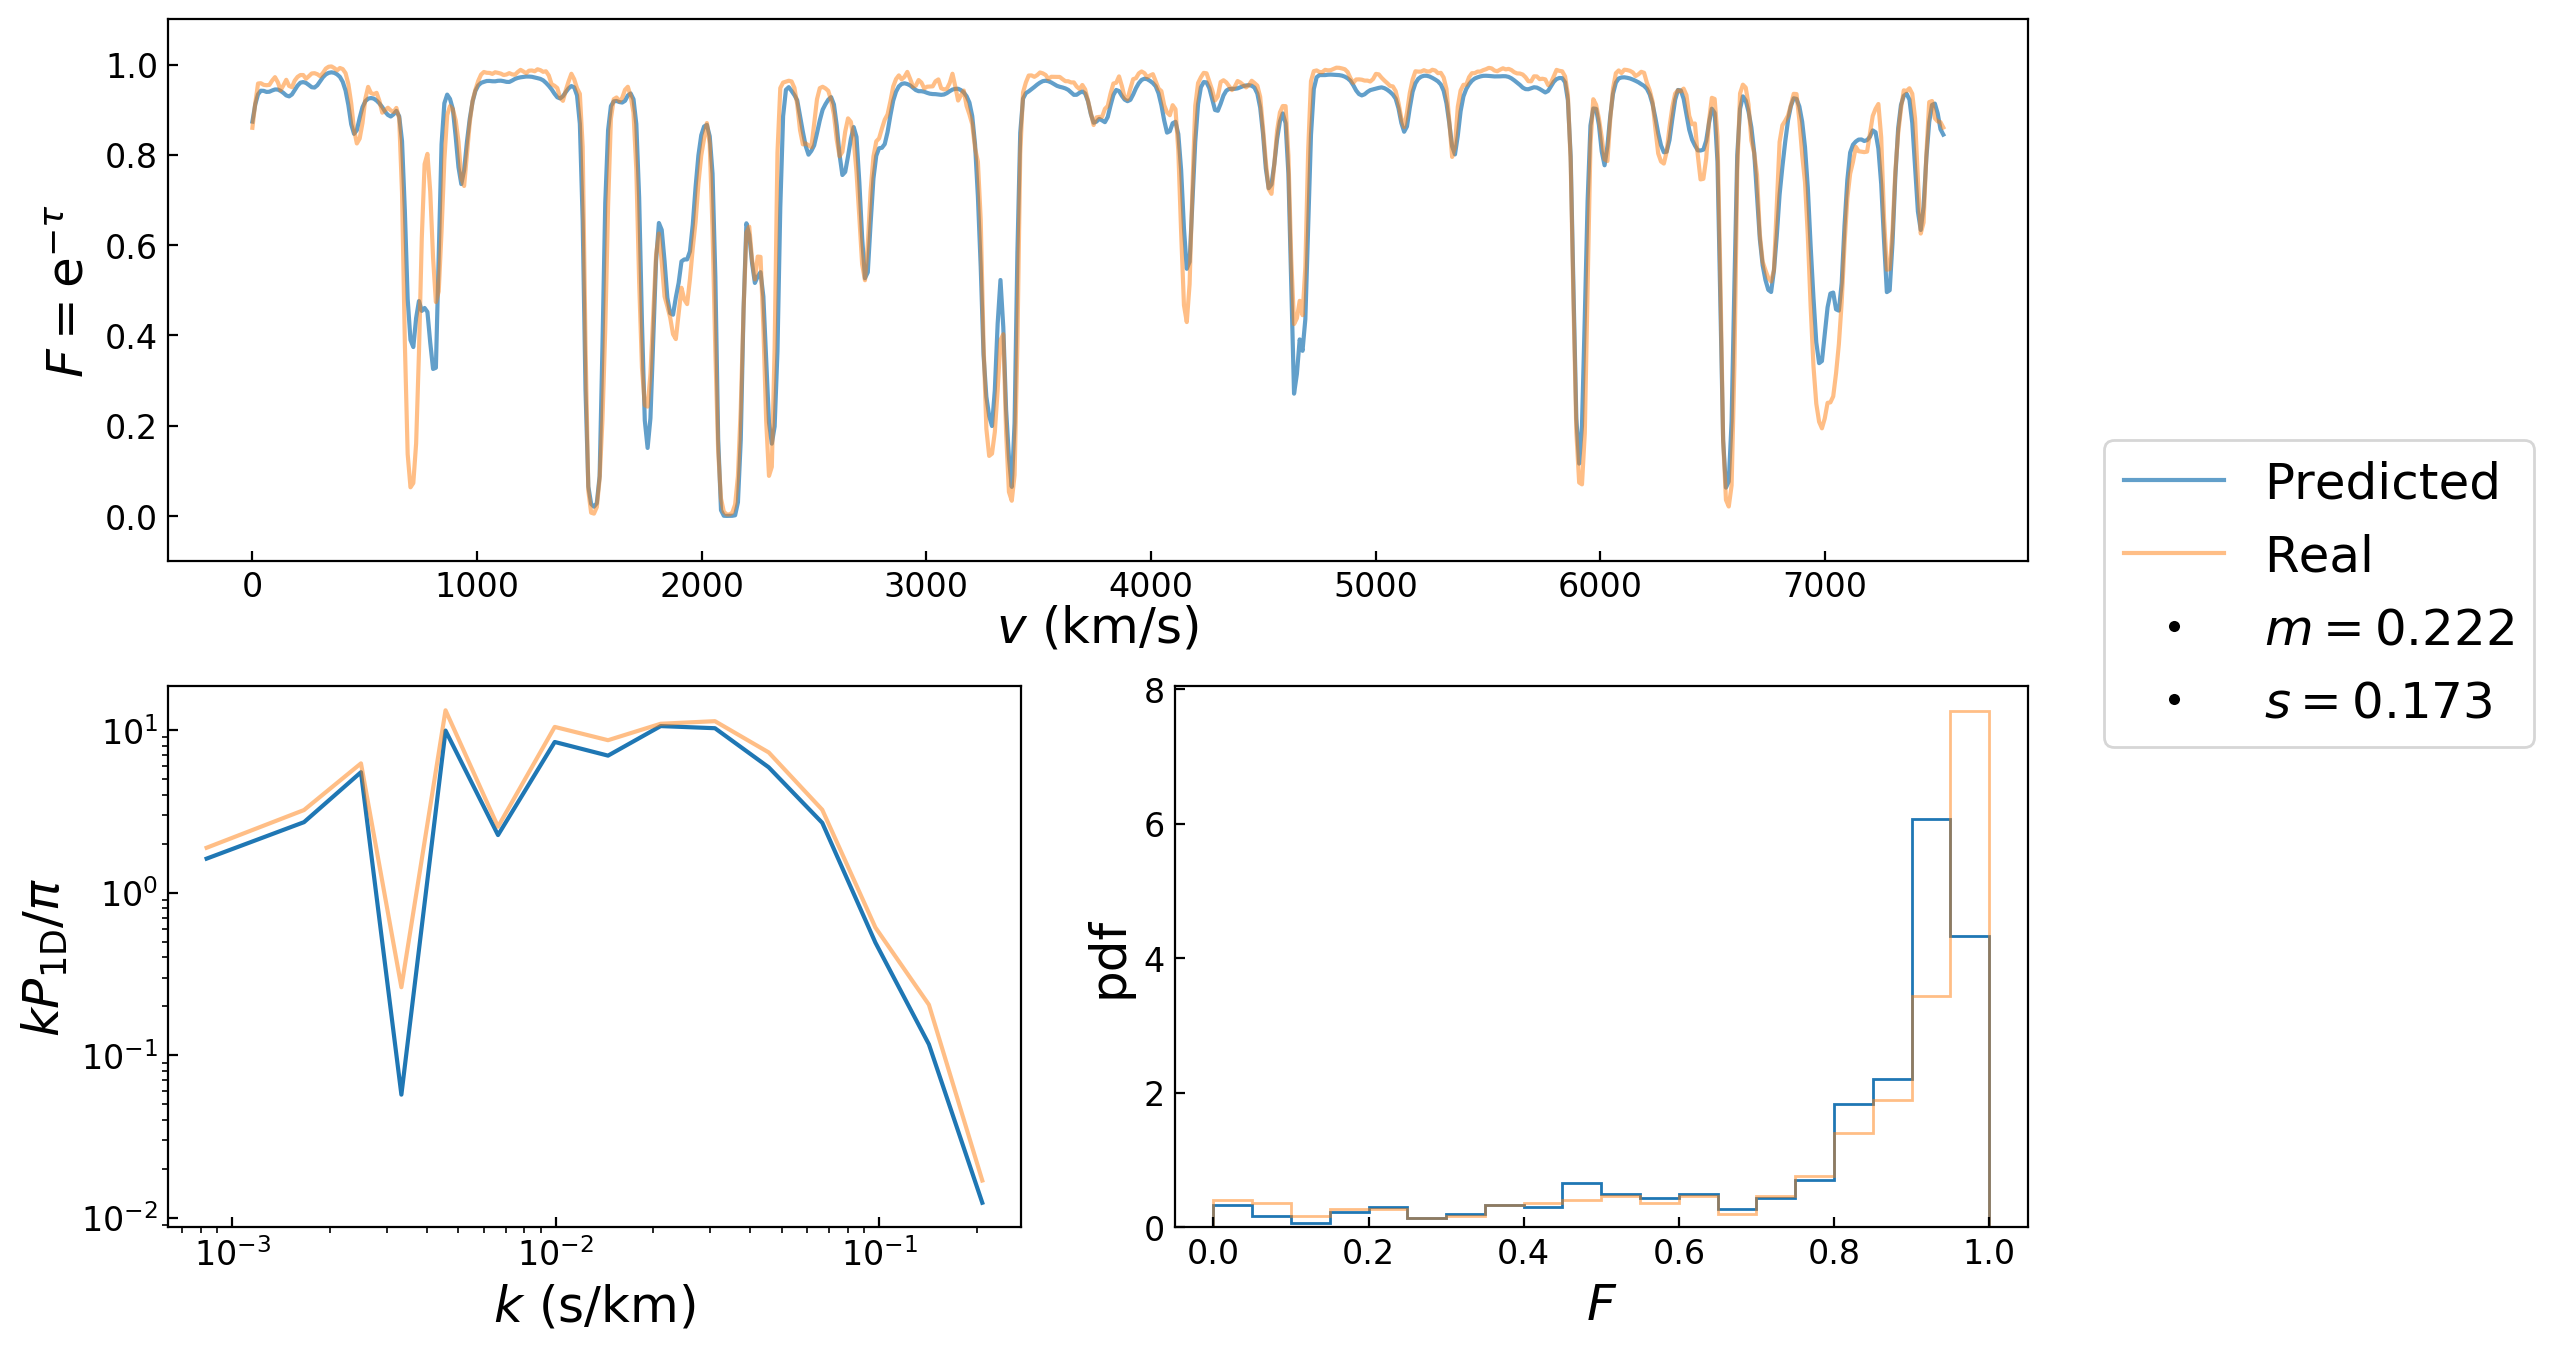 F = e^{−τ}
1.0
0.8
0.6
0.4
0.2
0.0
0 1000 2000 3000 4000 5000 6000 7000
v (km/s)
Predicted
Real
m = 0.222
s = 0.173
kP_{1D}/π
10^1
10^0
10^{−1}
10^{−2}
10^{−3} 10^{−2} 10^{−1}
k (s/km)
pdf
8
6
4
2
0
0.0 0.2 0.4 0.6 0.8 1.0
F